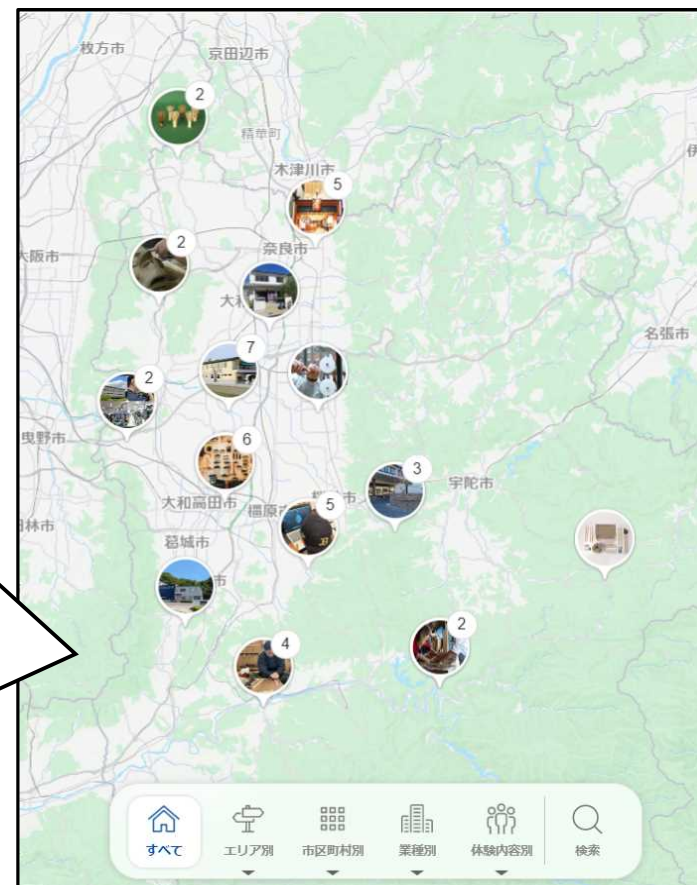 枚方市
京田辺市
2
精華町
木津川市
5
奈良市
2
大阪市
名張市
7
2
曳野市
6
3
宇陀市
大和高田市
橿原
5
市
林市
葛城市
市
4
2
すべて
エリア別
市区町村別
業種別
体験内容別
検索